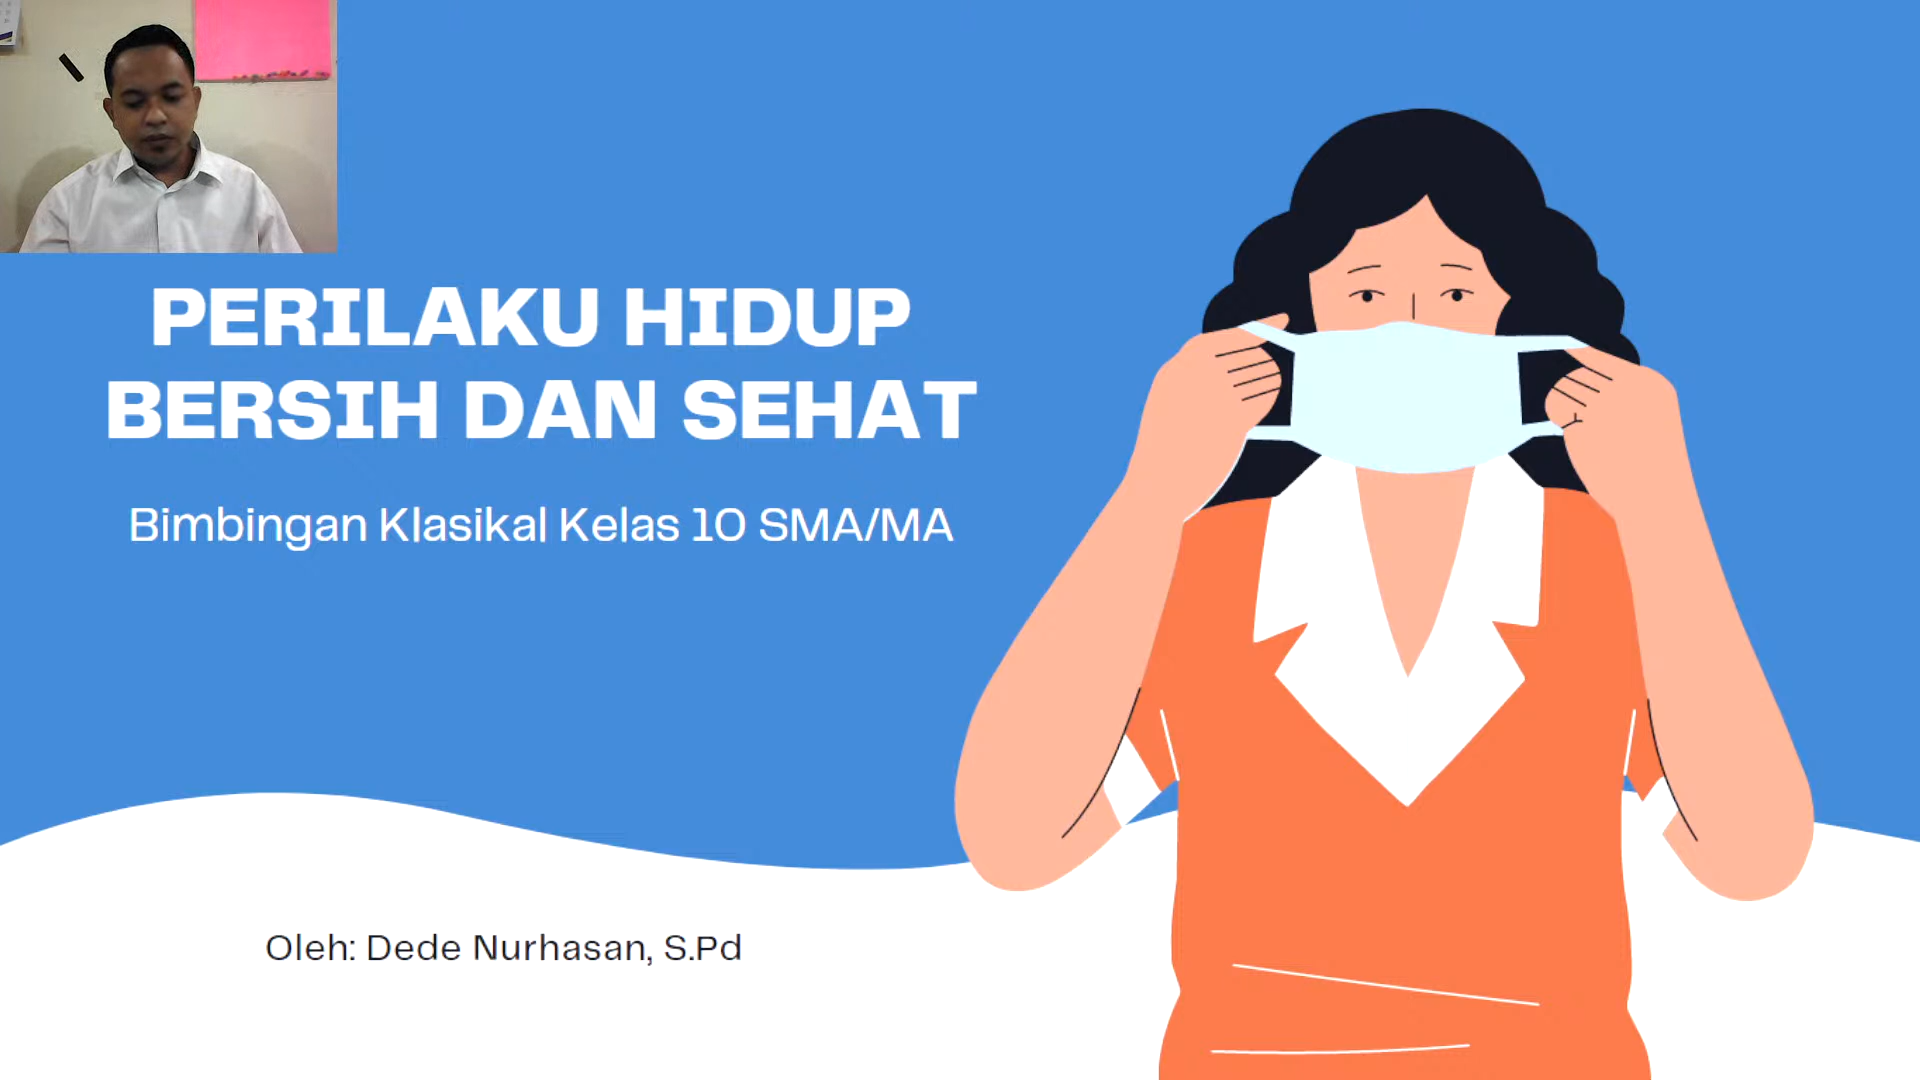 PERILAKU HIDUP
BERSIH DAN SEHAT
Bimbingan Klasikal Kelas 10 SMA/MA
Oleh: Dede Nurhasan, S.Pd